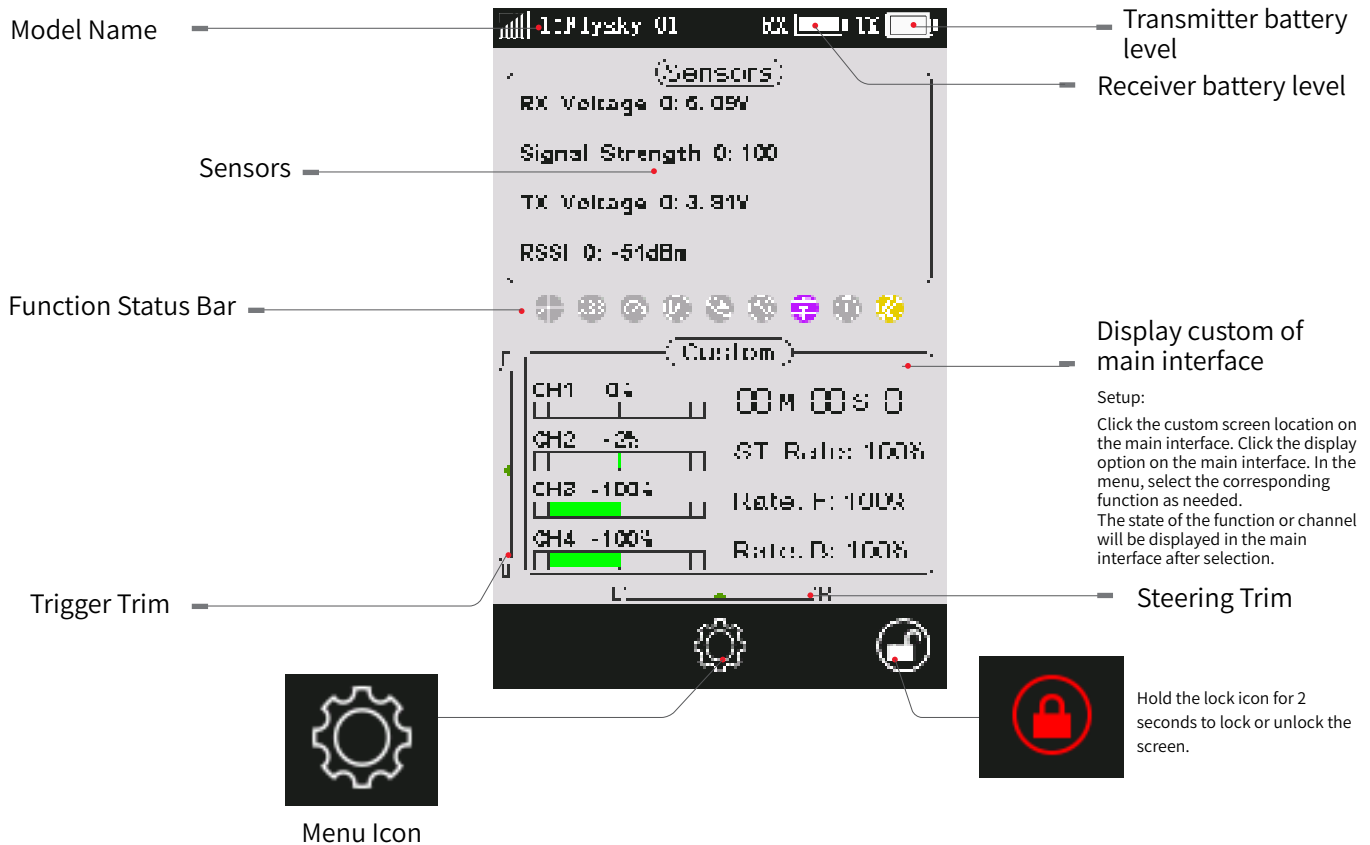 Model Name
1:Flysky 01
RX
TX
Transmitter battery
level
Receiver battery level
Sensors
RX Voltage 0: 6.09V
Signal Strength 0: 100
Sensors
TX Voltage 0: 3.91V
RSSI 0: -51dBm
Function Status Bar
Custom
Display custom of
main interface
Setup:
Click the custom screen location on
the main interface. Click the display
option on the main interface. In the
menu, select the corresponding
function as needed.
The state of the function or channel
will be displayed in the main
interface after selection.
CH1 0%
00 M 00 S 0
CH2 -2%
ST Rate: 100%
CH3 -100%
Rate. F: 100%
CH4 -100%
Rate. B: 100%
F
B
Trigger Trim
L
R
Steering Trim
Hold the lock icon for 2
seconds to lock or unlock the
screen.
Menu Icon